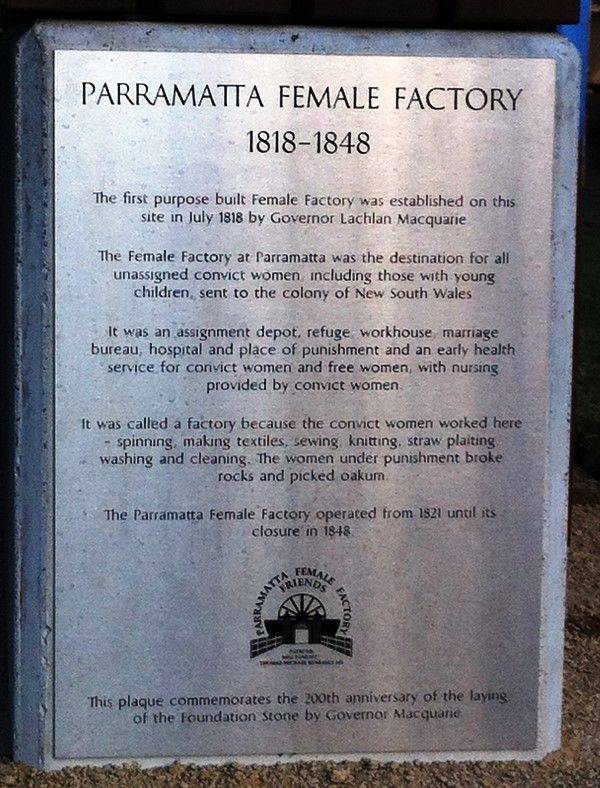 PARRAMATTA FEMALE FACTORY
1818–1848
The first purpose built Female Factory was established on this
site in July 1818 by Governor Lachlan Macquarie
The Female Factory at Parramatta was the destination for all
unassigned convict women, including those with young
children, sent to the colony of New South Wales
It was an assignment depot, refuge, workhouse, marriage
bureau, hospital and place of punishment and an early health
service for convict women and free women, with nursing
provided by convict women.
It was called a factory because the convict women worked here
– spinning, making textiles, sewing, knitting, straw plaiting
washing and cleaning. The women under punishment broke
rocks and picked oakum.
The Parramatta Female Factory operated from 1821 until its
closure in 1848.
PARRAMATTA FEMALE FACTORY
FRIENDS
This plaque commemorates the 200th anniversary of the laying
of the Foundation Stone by Governor Macquarie